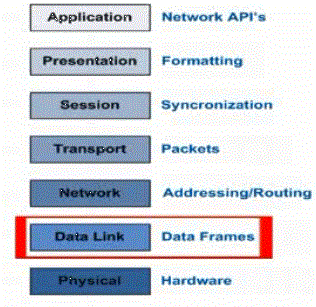 Application Network API's
Presentation Formatting
Session Syncronization
Transport Packets
Network Addressing/Routing
Data Link Data Frames
Physical Hardware